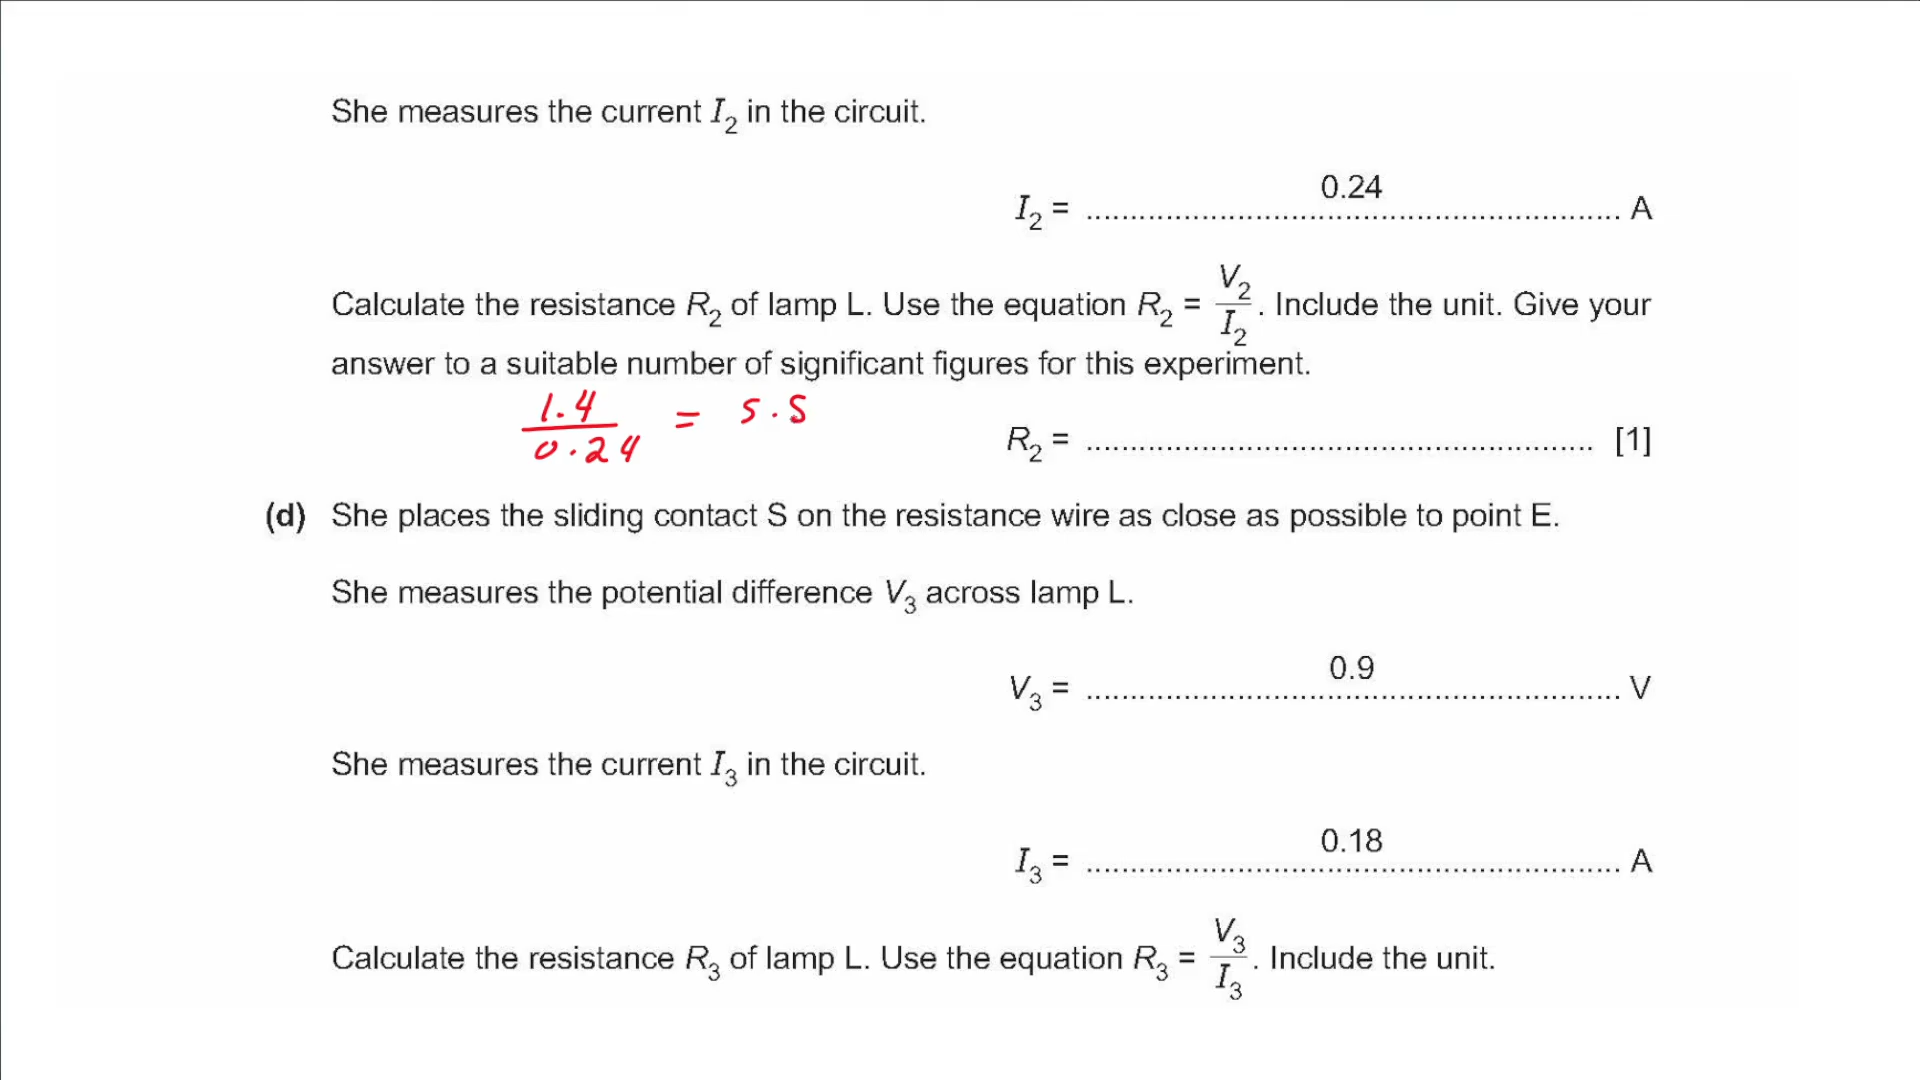 She measures the current I₂ in the circuit.
0.24
I₂ = ............................................................ A
Calculate the resistance R₂ of lamp L. Use the equation R₂ = V₂/I₂. Include the unit. Give your
answer to a suitable number of significant figures for this experiment.
1.4/0.24 = 5.5
R₂ = ......................................................... [1]
(d) She places the sliding contact S on the resistance wire as close as possible to point E.
She measures the potential difference V₃ across lamp L.
0.9
V₃ = ............................................................ V
She measures the current I₃ in the circuit.
0.18
I₃ = ............................................................ A
Calculate the resistance R₃ of lamp L. Use the equation R₃ = V₃/I₃. Include the unit.